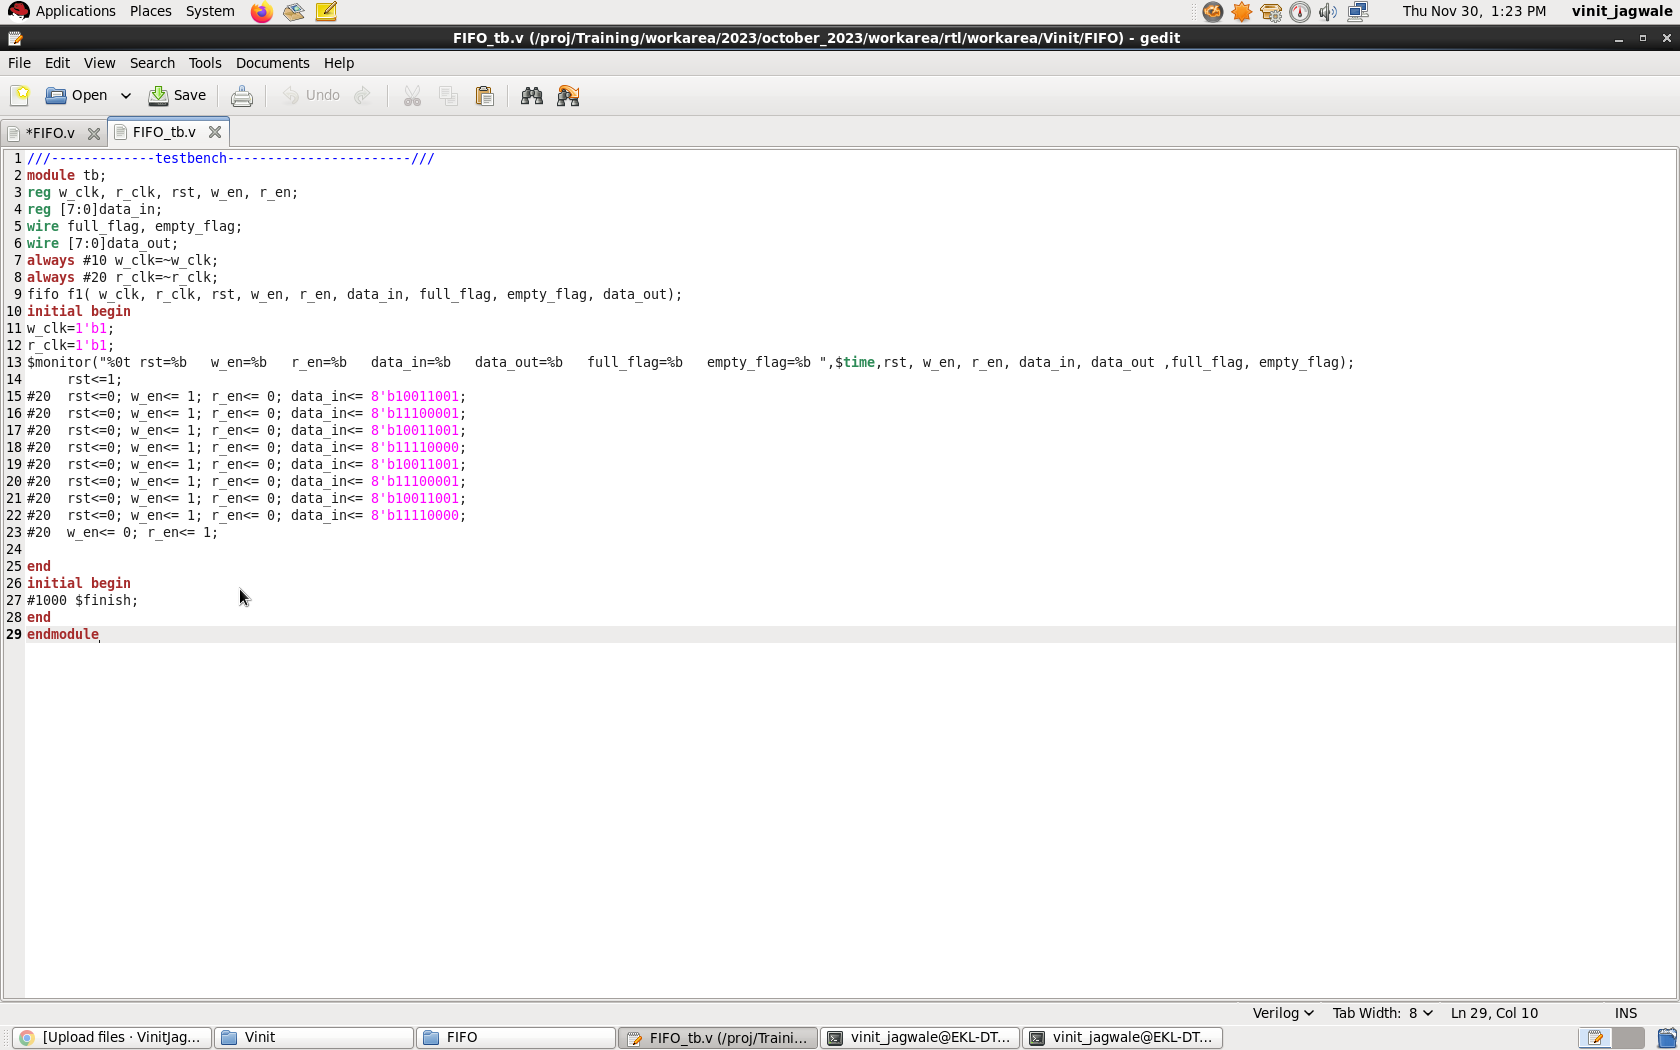 Applications Places System Thu Nov 30, 1:23 PM vinit_jagwale
FIFO_tb.v (/proj/Training/workarea/2023/october_2023/workarea/rtl/workarea/Vinit/FIFO) - gedit
File Edit View Search Tools Documents Help
Open Save Undo
*FIFO.v FIFO_tb.v
1 ///-------------testbench-----------------------///
2 module tb;
3 reg w_clk, r_clk, rst, w_en, r_en;
4 reg [7:0]data_in;
5 wire full_flag, empty_flag;
6 wire [7:0]data_out;
7 always #10 w_clk=~w_clk;
8 always #20 r_clk=~r_clk;
9 fifo f1( w_clk, r_clk, rst, w_en, r_en, data_in, full_flag, empty_flag, data_out);
10 initial begin
11 w_clk=1'b1;
12 r_clk=1'b1;
13 $monitor("%0t rst=%b   w_en=%b   r_en=%b   data_in=%b   data_out=%b   full_flag=%b   empty_flag=%b ",$time,rst, w_en, r_en, data_in, data_out ,full_flag, empty_flag);
14      rst<=1;
15 #20  rst<=0; w_en<= 1; r_en<= 0; data_in<= 8'b10011001;
16 #20  rst<=0; w_en<= 1; r_en<= 0; data_in<= 8'b11100001;
17 #20  rst<=0; w_en<= 1; r_en<= 0; data_in<= 8'b10011001;
18 #20  rst<=0; w_en<= 1; r_en<= 0; data_in<= 8'b11110000;
19 #20  rst<=0; w_en<= 1; r_en<= 0; data_in<= 8'b10011001;
20 #20  rst<=0; w_en<= 1; r_en<= 0; data_in<= 8'b11100001;
21 #20  rst<=0; w_en<= 1; r_en<= 0; data_in<= 8'b10011001;
22 #20  rst<=0; w_en<= 1; r_en<= 0; data_in<= 8'b11110000;
23 #20  w_en<= 0; r_en<= 1;
24
25 end
26 initial begin
27 #1000 $finish;
28 end
29 endmodule
Verilog Tab Width: 8 Ln 29, Col 10 INS
[Upload files · VinitJag... Vinit FIFO FIFO_tb.v (/proj/Traini... vinit_jagwale@EKL-DT... vinit_jagwale@EKL-DT...